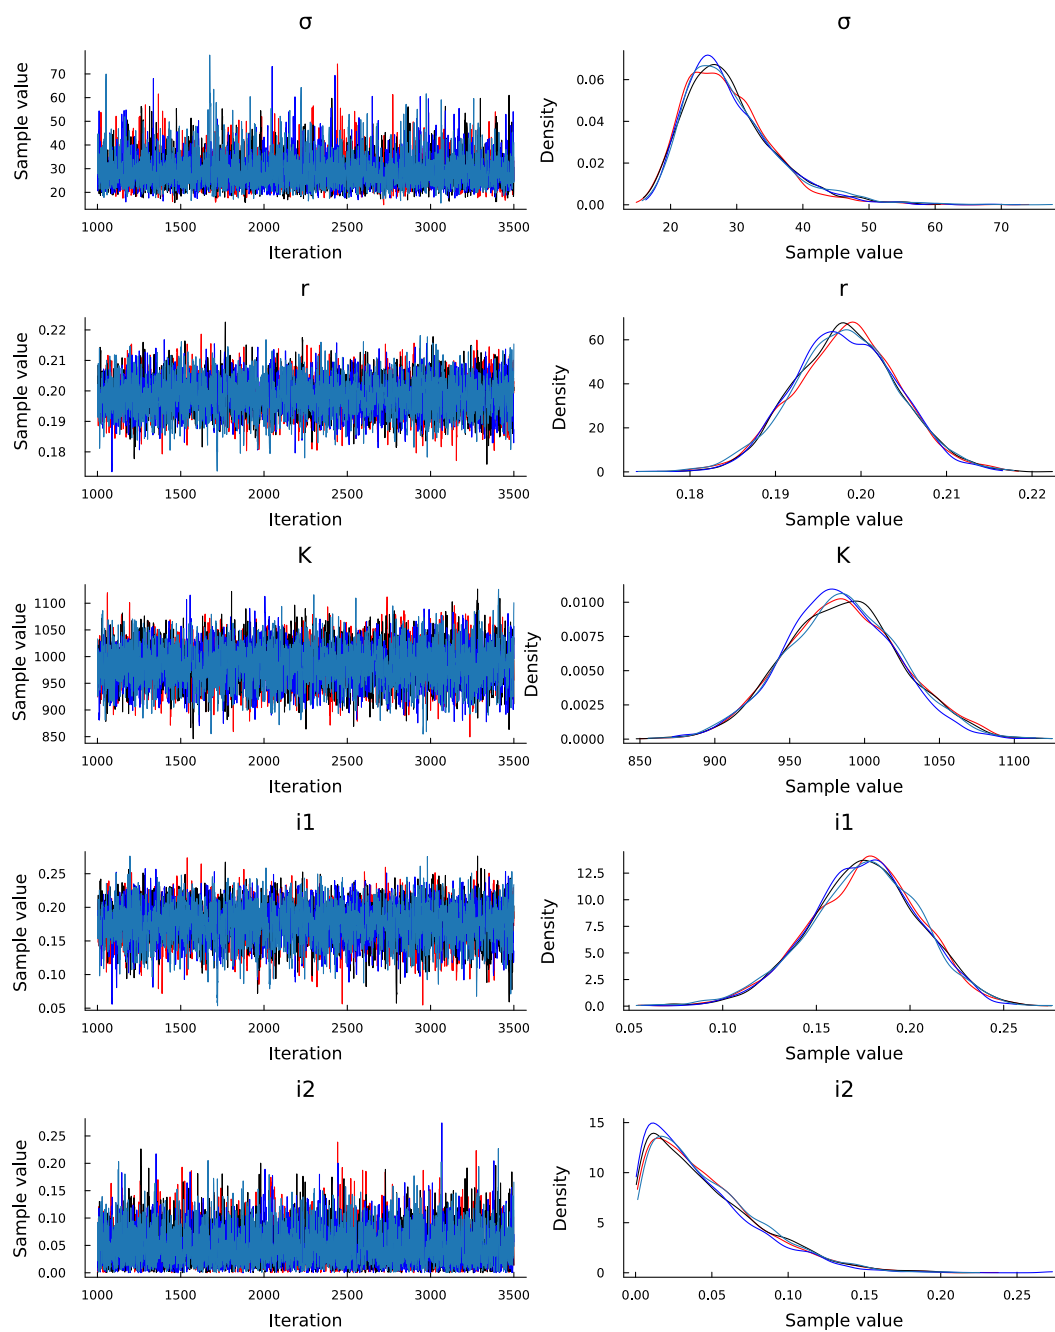 σ
Sample value
70
60
50
40
30
20
1000 1500 2000 2500 3000 3500
Iteration
σ
Density
0.06
0.04
0.02
0.00
20 30 40 50 60 70
Sample value
r
Sample value
0.22
0.21
0.20
0.19
0.18
1000 1500 2000 2500 3000 3500
Iteration
r
Density
60
40
20
0
0.18 0.19 0.20 0.21 0.22
Sample value
K
Sample value
1100
1050
1000
950
900
850
1000 1500 2000 2500 3000 3500
Iteration
K
Density
0.0100
0.0075
0.0050
0.0025
0.0000
850 900 950 1000 1050 1100
Sample value
i1
Sample value
0.25
0.20
0.15
0.10
0.05
1000 1500 2000 2500 3000 3500
Iteration
i1
Density
12.5
10.0
7.5
5.0
2.5
0.0
0.05 0.10 0.15 0.20 0.25
Sample value
i2
Sample value
0.25
0.20
0.15
0.10
0.05
0.00
1000 1500 2000 2500 3000 3500
Iteration
i2
Density
15
10
5
0
0.00 0.05 0.10 0.15 0.20 0.25
Sample value